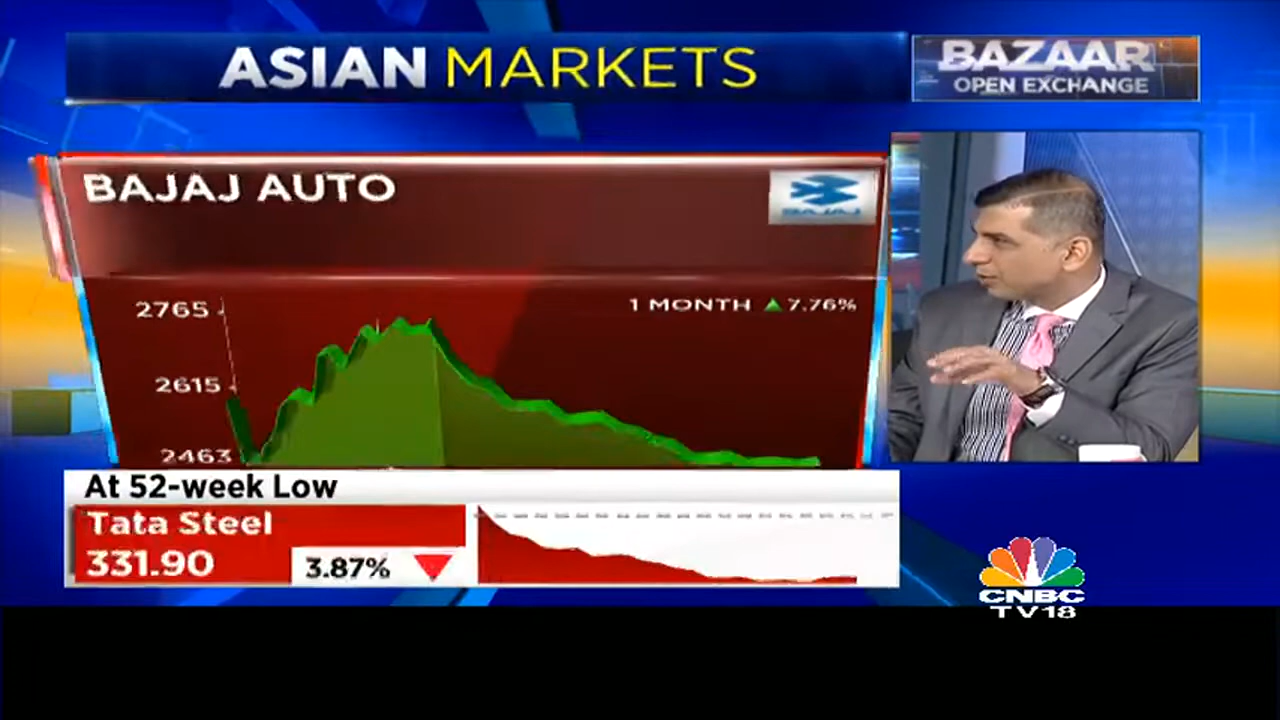 ASIAN MARKETS
BAZAAR
OPEN EXCHANGE
BAJAJ AUTO
BAJAJ
2765
1 MONTH ▲ 7.76%
2615
2463
At 52-week Low
Tata Steel
331.90
3.87%
CNBC
TV18